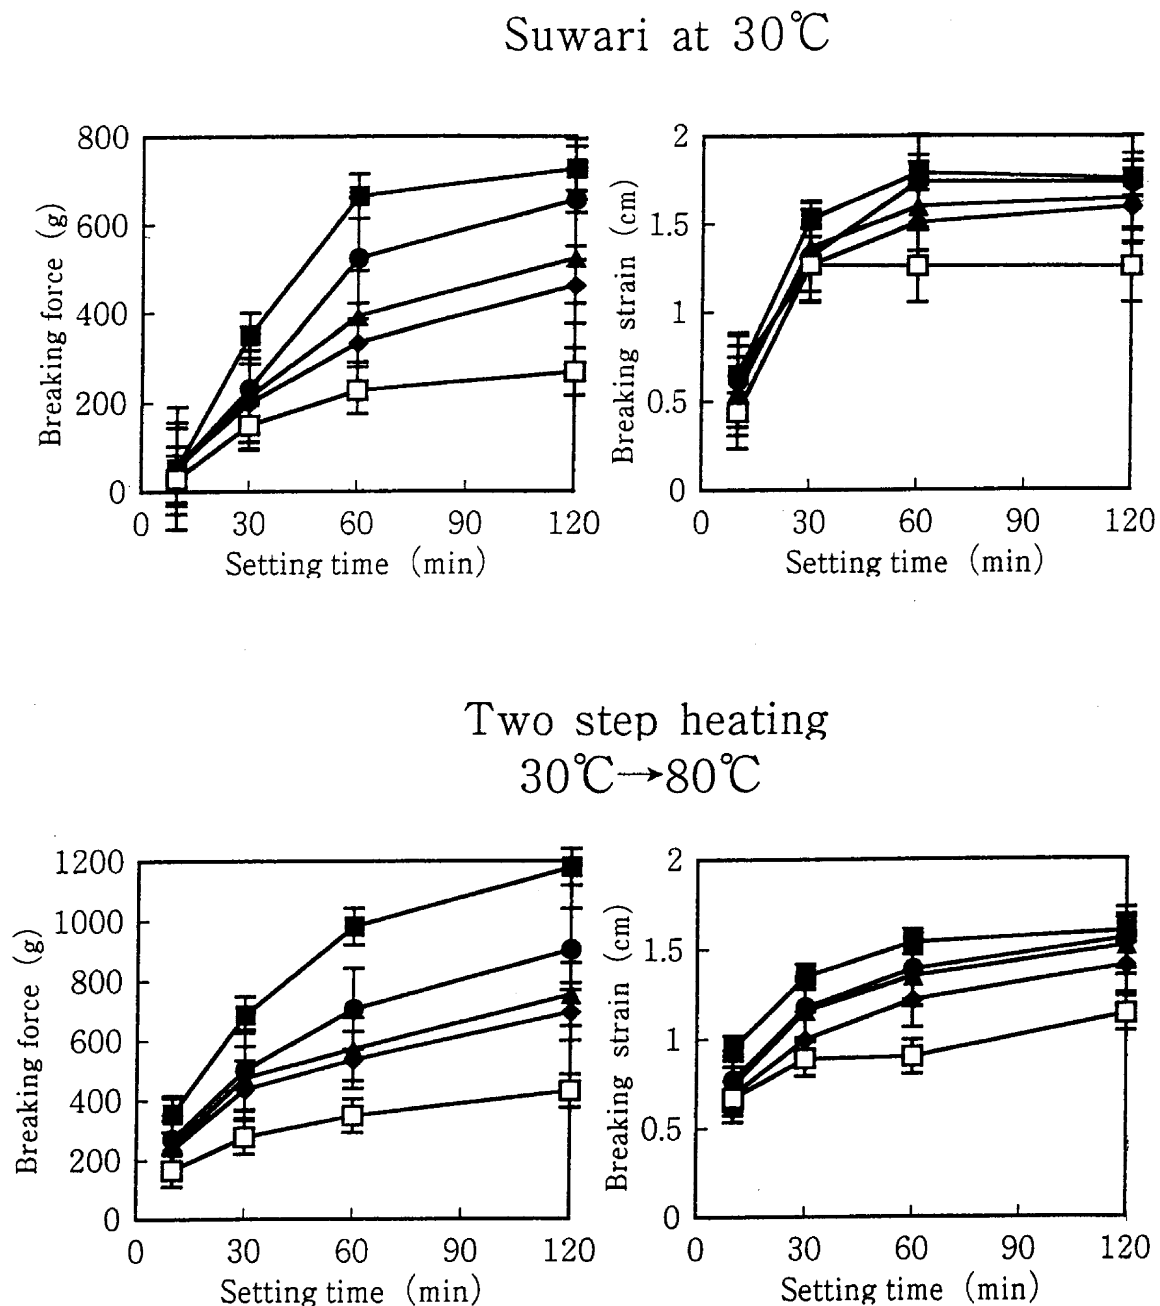 Suwari at 30℃
Breaking force (g)
800
600
400
200
0
0 30 60 90 120
Setting time (min)
Breaking strain (cm)
2
1.5
1
0.5
0
0 30 60 90 120
Setting time (min)
Two step heating
30℃→80℃
Breaking force (g)
1200
1000
800
600
400
200
0
0 30 60 90 120
Setting time (min)
Breaking strain (cm)
2
1.5
1
0.5
0
0 30 60 90 120
Setting time (min)